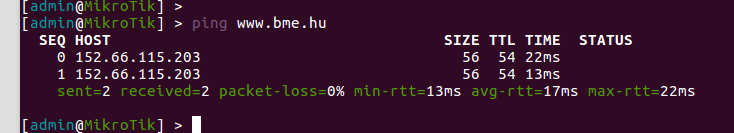 [admin@MikroTik] >
[admin@MikroTik] > ping www.bme.hu
SEQ HOST SIZE TTL TIME STATUS
0 152.66.115.203 56 54 22ms
1 152.66.115.203 56 54 13ms
sent=2 received=2 packet-loss=0% min-rtt=13ms avg-rtt=17ms max-rtt=22ms
[admin@MikroTik] >